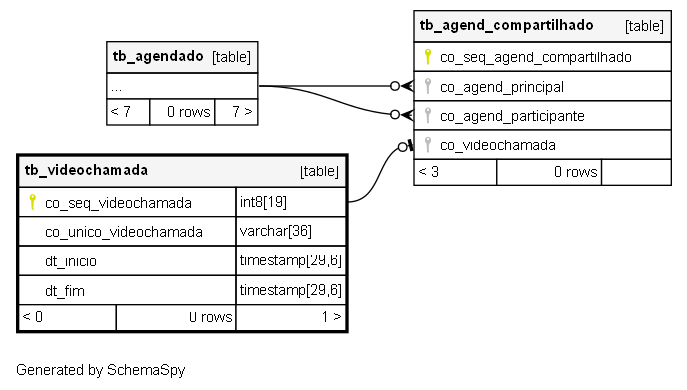 tb_agendado [table]
...
< 7 0 rows 7 >
tb_agend_compartilhado [table]
co_seq_agend_compartilhado
co_agend_principal
co_agend_participante
co_videochamada
< 3 0 rows
tb_videochamada [table]
co_seq_videochamada int8[19]
co_unico_videochamada varchar[36]
dt_inicio timestamp[29,6]
dt_fim timestamp[29,6]
< 0 0 rows 1 >
Generated by SchemaSpy